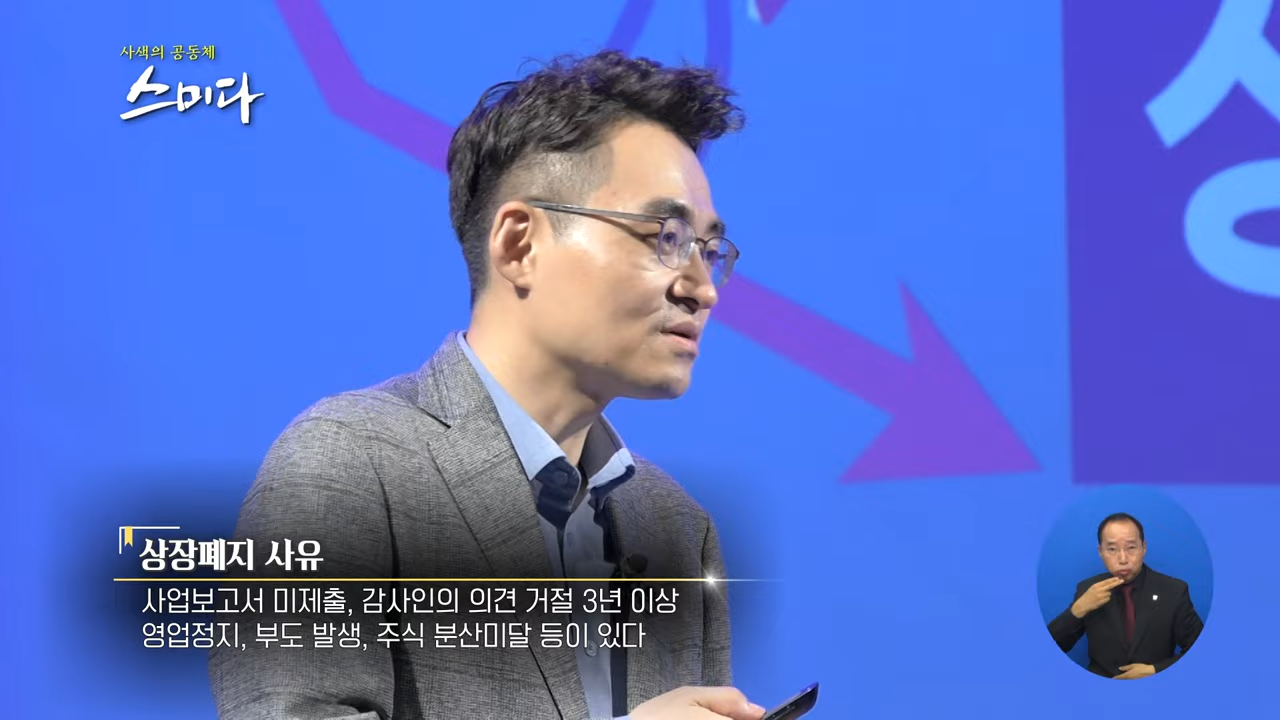 사색의 공동체
스미다
상장폐지 사유
사업보고서 미제출, 감사인의 의견 거절 3년 이상
영업정지, 부도 발생, 주식 분산미달 등이 있다